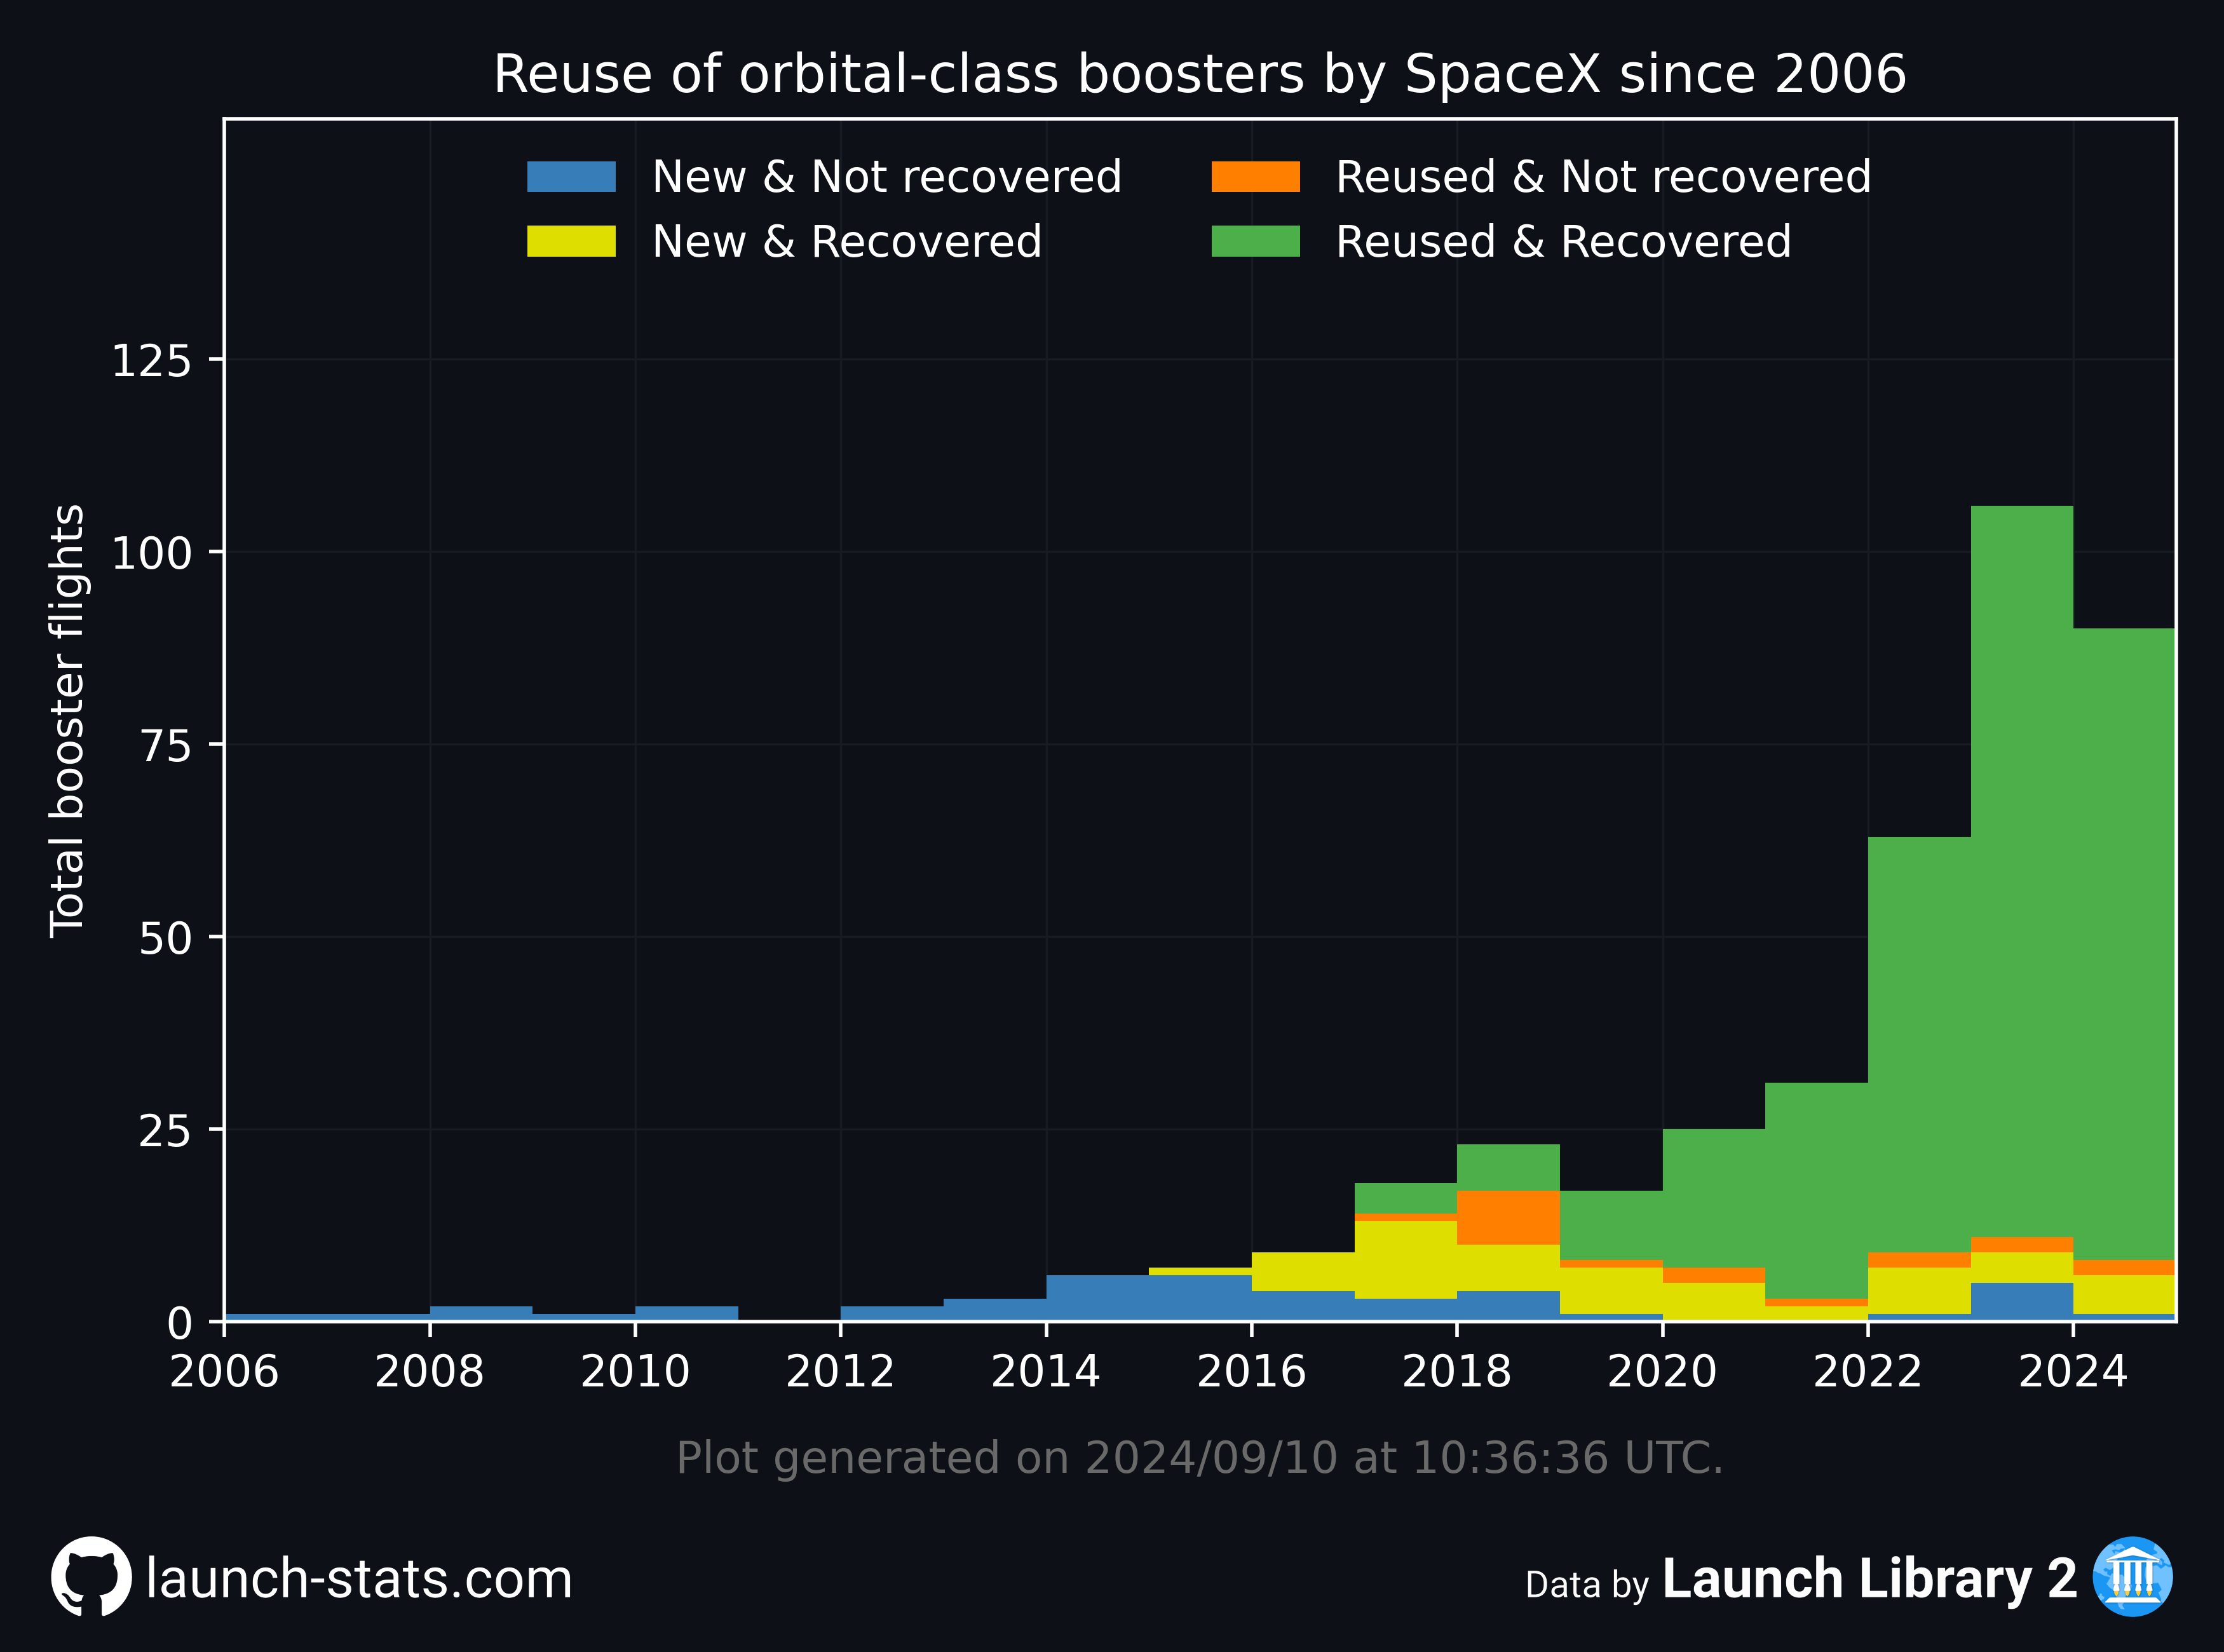 Reuse of orbital-class boosters by SpaceX since 2006
New & Not recovered
New & Recovered
Reused & Not recovered
Reused & Recovered
Total booster flights
125
100
75
50
25
0
2006 2008 2010 2012 2014 2016 2018 2020 2022 2024
Plot generated on 2024/09/10 at 10:36:36 UTC.
launch-stats.com
Data by Launch Library 2